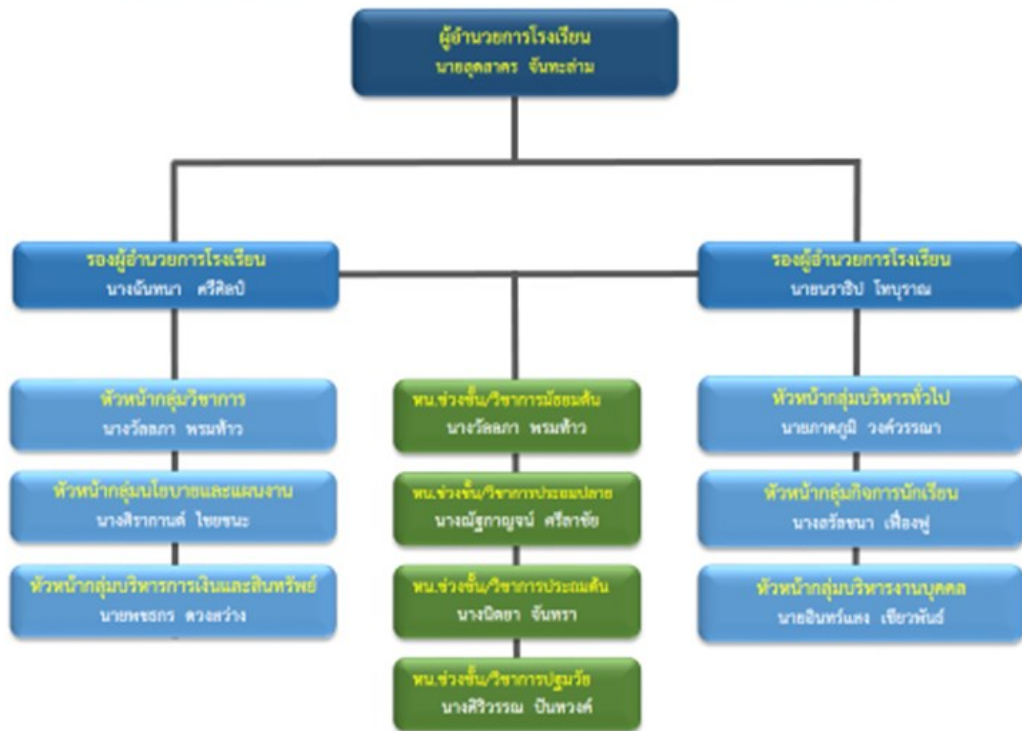 ผู้อำนวยการโรงเรียน
นายสุดสาคร จันทะล่าม
รองผู้อำนวยการโรงเรียน
นางฉันทนา ศรีศิลป์
รองผู้อำนวยการโรงเรียน
นายนราธิป โทบุราณ
หัวหน้ากลุ่มวิชาการ
นางวัลลภา พรมท้าว
หัวหน้ากลุ่มนโยบายและแผนงาน
นางศิรากานต์ ไชยชนะ
หัวหน้ากลุ่มบริหารการเงินและสินทรัพย์
นายพชธกร ดวงสว่าง
หน.ช่วงชั้น/วิชาการมัธยมต้น
นางวัลลภา พรมท้าว
หน.ช่วงชั้น/วิชาการประถมปลาย
นางณัฐกาญจน์ ศรีลาชัย
หน.ช่วงชั้น/วิชาการประถมต้น
นางนิตยา จันทรา
หน.ช่วงชั้น/วิชาการปฐมวัย
นางศิริวรรณ ปันทวงค์
หัวหน้ากลุ่มบริหารทั่วไป
นายภาคภูมิ วงค์วรรณา
หัวหน้ากลุ่มกิจการนักเรียน
เฟื่องฟู
หัวหน้ากลุ่มบริหารงานบุคคล
นายอินทร์แสง เขียวพันธ์